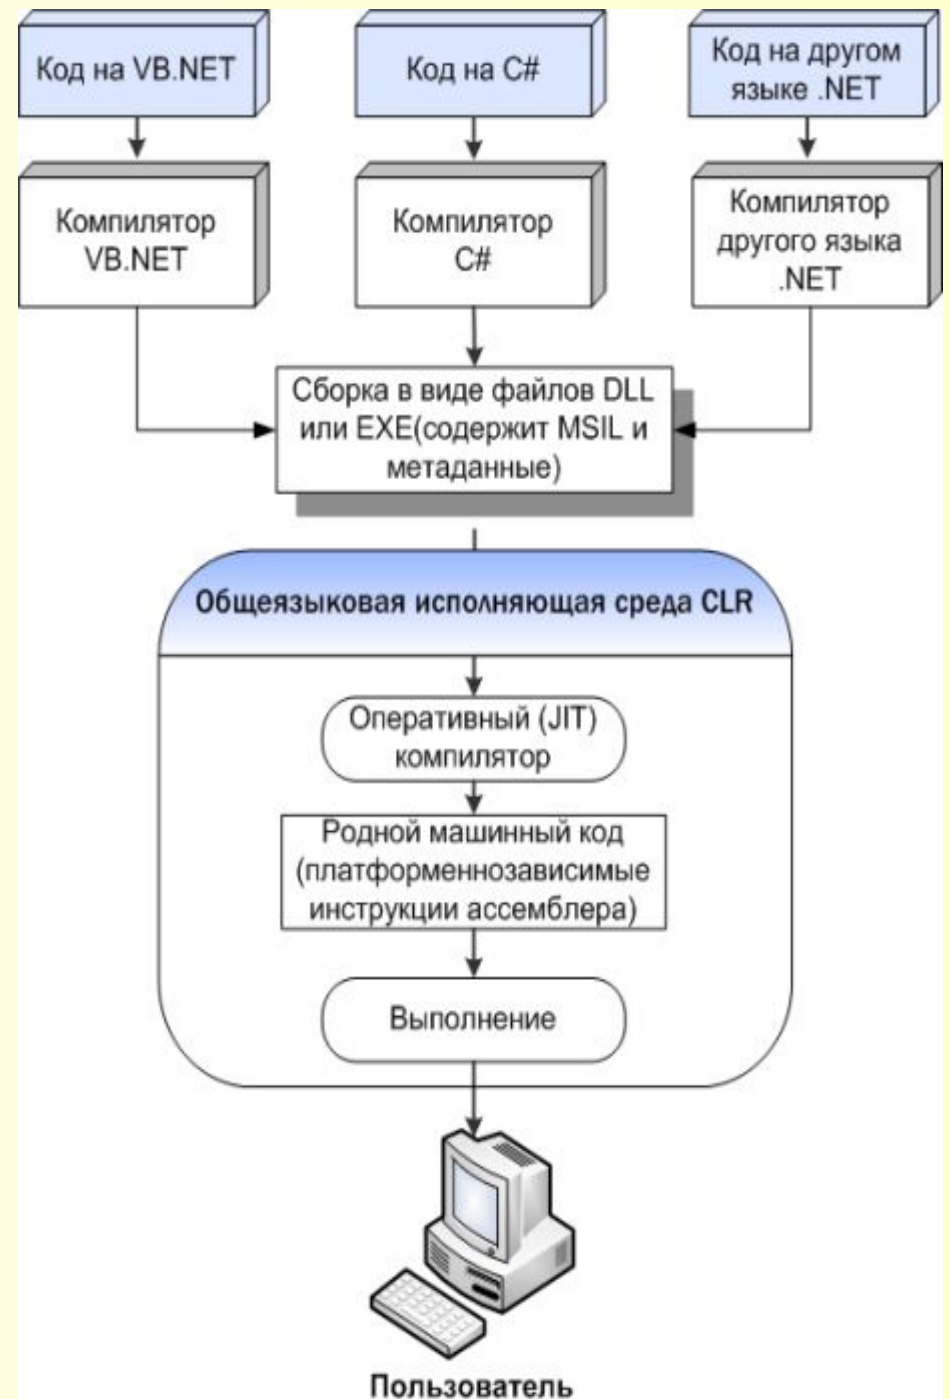 Код на VB.NET
Код на C#
Код на другом
языке .NET
Компилятор
VB.NET
Компилятор
C#
Компилятор
другого языка
.NET
Сборка в виде файлов DLL
или EXE(содержит MSIL и
метаданные)
Общеязыковая исполняющая среда CLR
Оперативный (JIT)
компилятор
Родной машинный код
(платформеннозависимые
инструкции ассемблера)
Выполнение
Пользователь